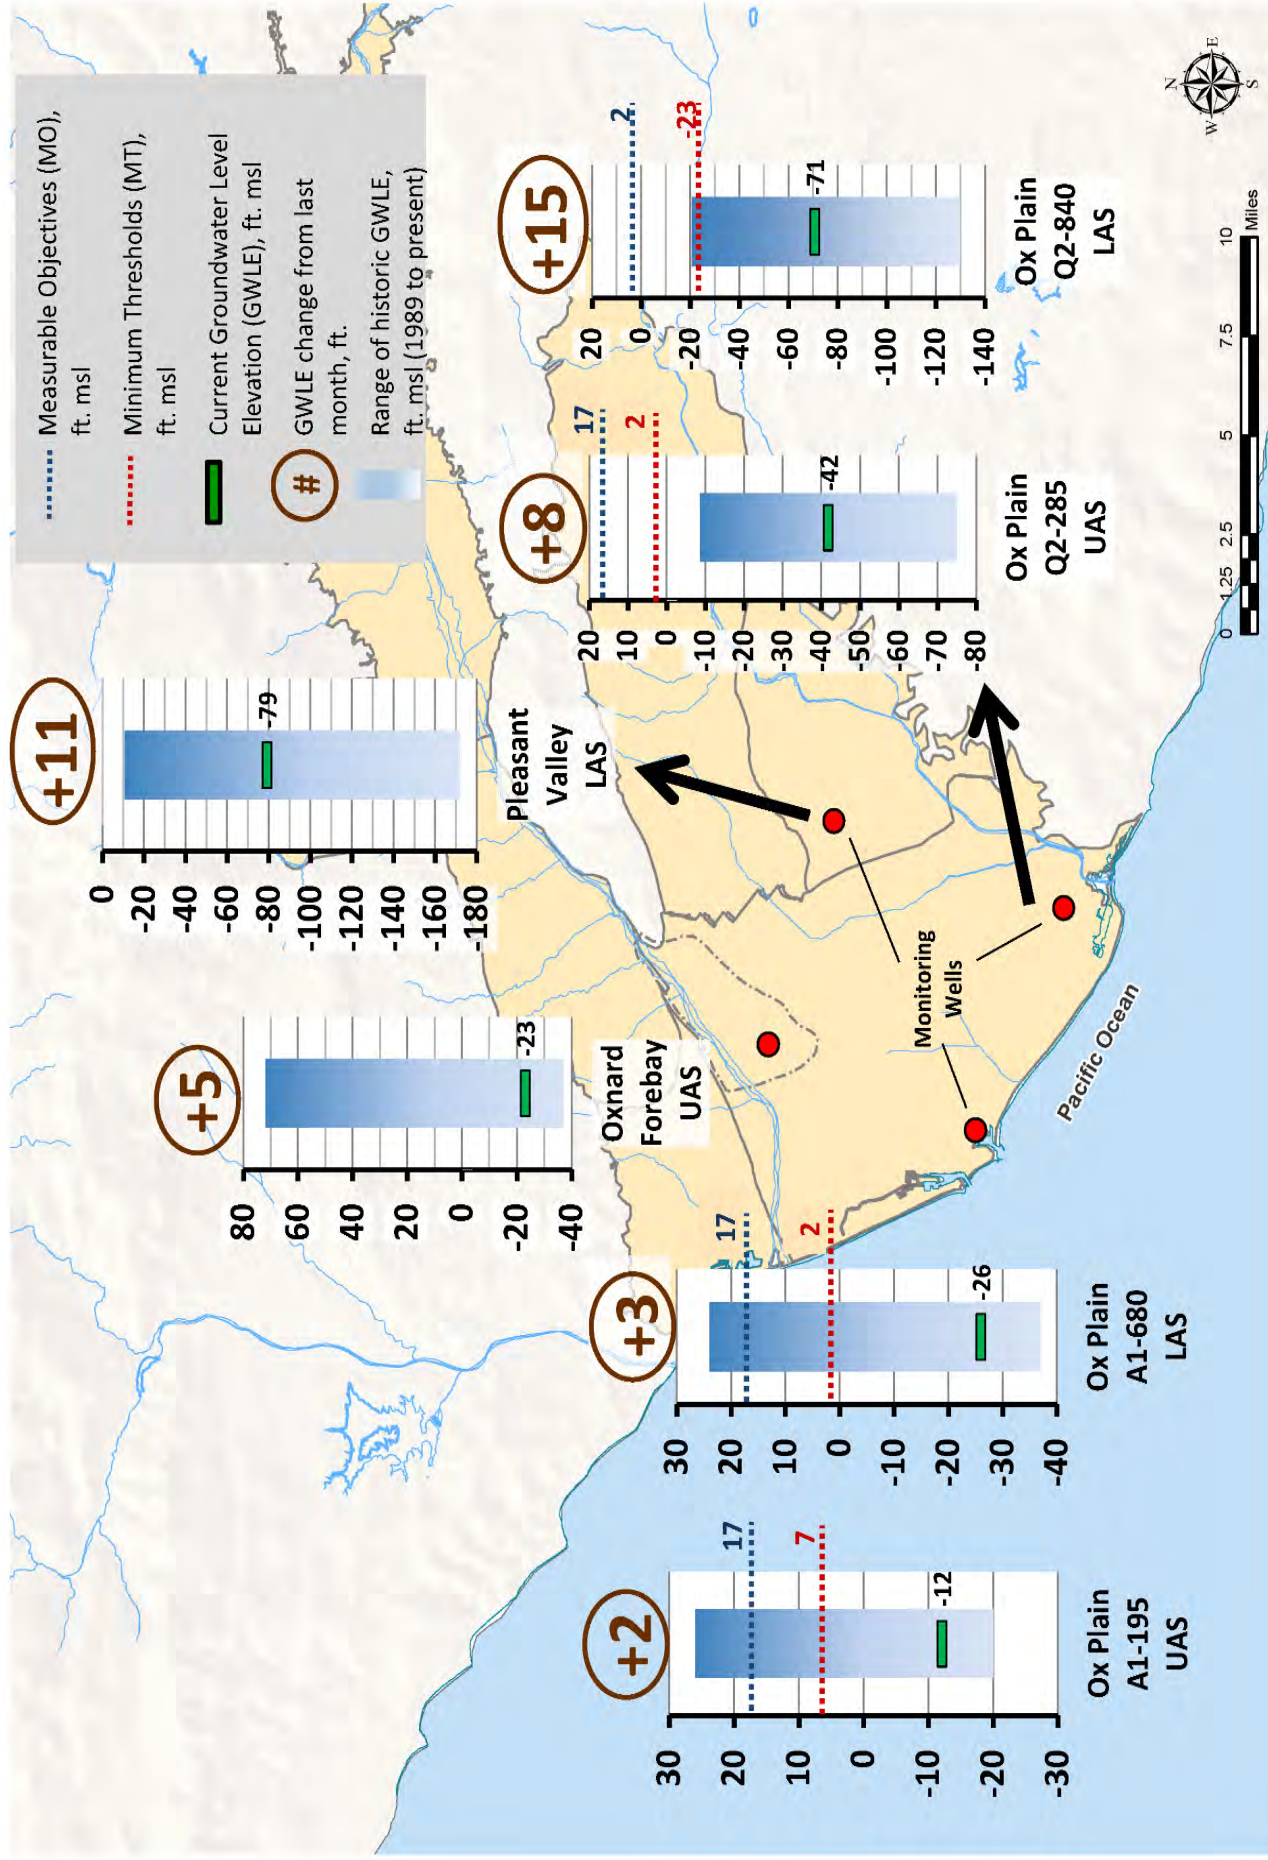 Measurable Objectives (MO),
ft. msl
Minimum Thresholds (MT),
ft. msl
Current Groundwater Level
Elevation (GWLE), ft. msl
#
GWLE change from last
month, ft.
Range of historic GWLE,
ft. msl (1989 to present)
+2
30
20
10
0
-10
-20
-30
17
7
-12
Ox Plain
A1-195
UAS
+3
30
20
10
0
-10
-20
-30
-40
17
2
-26
Ox Plain
A1-680
LAS
+5
80
60
40
20
0
-20
-40
-23
Oxnard
Forebay
UAS
+11
0
-20
-40
-60
-80
-100
-120
-140
-160
-180
-79
Pleasant
Valley
LAS
+8
20
10
0
-10
-20
-30
-40
-50
-60
-70
-80
17
2
-42
Ox Plain
Q2-285
UAS
+15
20
0
-20
-40
-60
-80
-100
-120
-140
2
-23
-71
Ox Plain
Q2-840
LAS
Monitoring
Wells
Pacific Ocean
N
W E
S
0 1.25 2.5 5 7.5 10
Miles